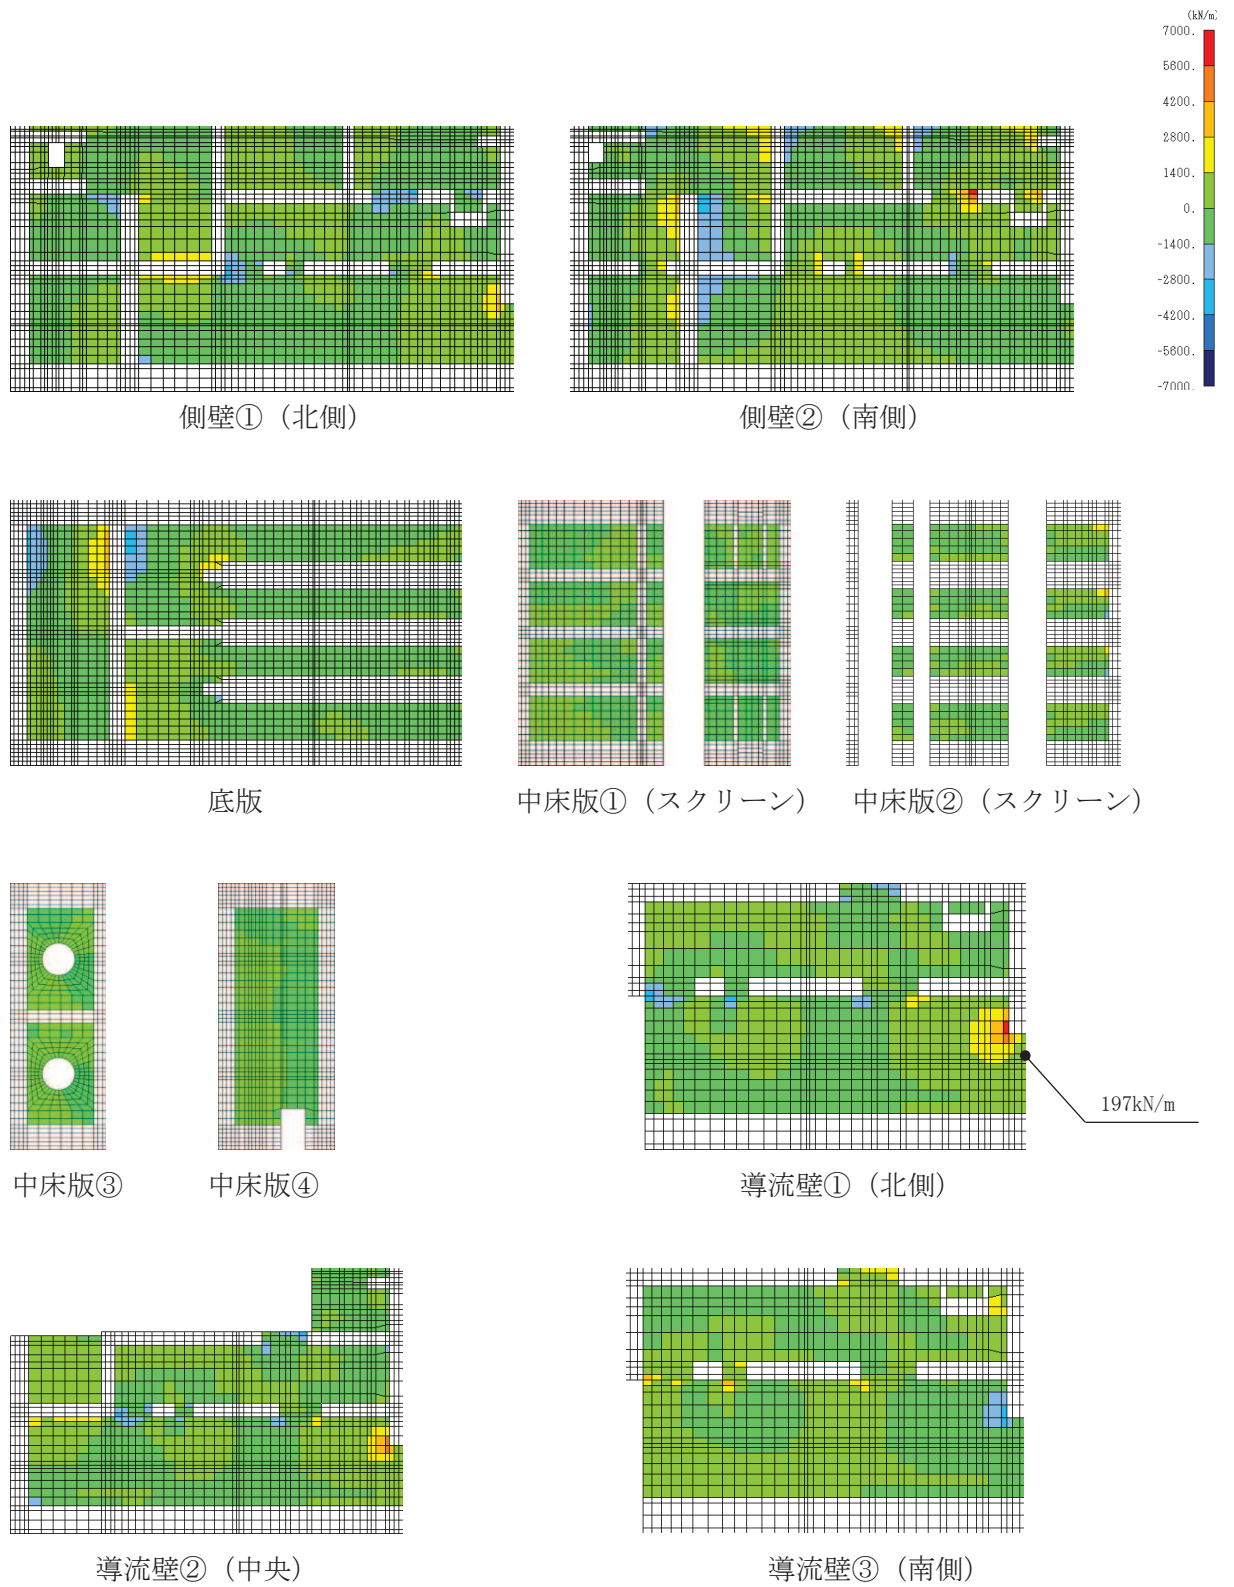 (kN/m)
7000.
5600.
4200.
2800.
1400.
0.
-1400.
-2800.
-4200.
-5600.
-7000.
側壁①（北側）
側壁②（南側）
底版
中床版①（スクリーン）
中床版②（スクリーン）
197kN/m
中床版③
中床版④
導流壁①（北側）
導流壁②（中央）
導流壁③（南側）